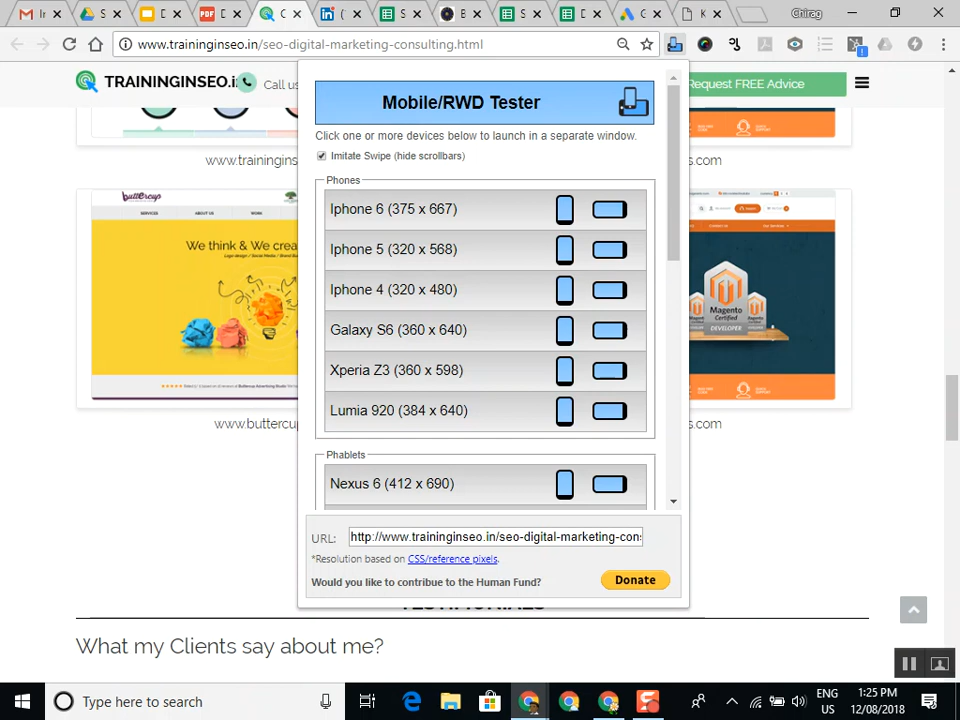 In
S
D
D
C
(
S
B
S
D
G
K
Chirag
www.traininginseo.in/seo-digital-marketing-consulting.html
TRAININGINSEO.i
Call us
Request FREE Advice
Mobile/RWD Tester
Click one or more devices below to launch in a separate window.
Imitate Swipe (hide scrollbars)
Phones
Iphone 6 (375 x 667)
Iphone 5 (320 x 568)
Iphone 4 (320 x 480)
Galaxy S6 (360 x 640)
Xperia Z3 (360 x 598)
Lumia 920 (384 x 640)
Phablets
Nexus 6 (412 x 690)
URL: http://www.traininginseo.in/seo-digital-marketing-con
*Resolution based on CSS/reference pixels.
Would you like to contribue to the Human Fund?
Donate
www.traininginse
s.com
buttercup
SERVICES ABOUT US WORK
We think & We crea
Magento
Certified
DEVELOPER
www.buttercup
s.com
TESTIMONIALS
What my Clients say about me?
Type here to search
ENG
US
1:25 PM
12/08/2018